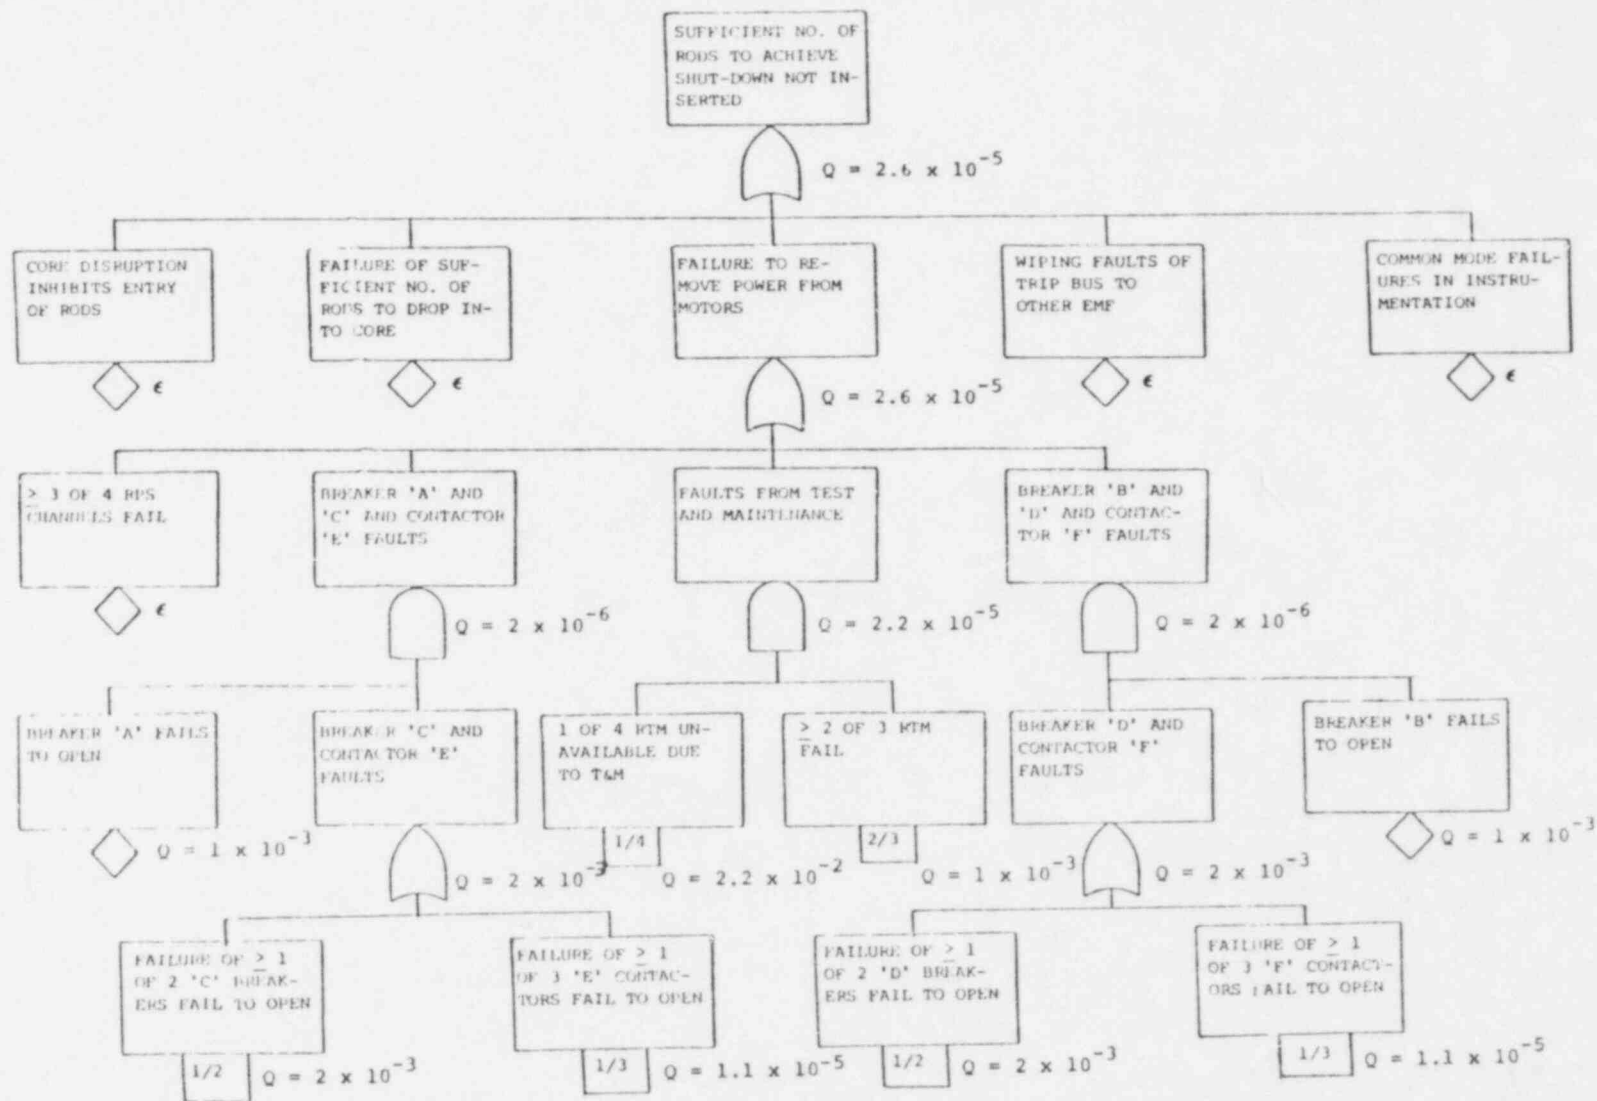 SUFFICIENT NO. OF
RODS TO ACHIEVE
SHUT-DOWN NOT IN-
SERTED
Q = 2.6 x 10^-5
CORE DISRUPTION
INHIBITS ENTRY
OF RODS
ϵ
FAILURE OF SUF-
FICIENT NO. OF
RODS TO DROP IN-
TO CORE
ϵ
FAILURE TO RE-
MOVE POWER FROM
MOTORS
Q = 2.6 x 10^-5
WIPING FAULTS OF
TRIP BUS TO
OTHER EMF
ϵ
COMMON MODE FAIL-
URES IN INSTRU-
MENTATION
ϵ
≥ 3 OF 4 RPS
CHANNELS FAIL
ϵ
BREAKER 'A' AND
'C' AND CONTACTOR
'E' FAULTS
Q = 2 x 10^-6
FAULTS FROM TEST
AND MAINTENANCE
Q = 2.2 x 10^-5
BREAKER 'B' AND
'D' AND CONTAC-
TOR 'F' FAULTS
Q = 2 x 10^-6
BREAKER 'A' FAILS
TO OPEN
Q = 1 x 10^-3
BREAKER 'C' AND
CONTACTOR 'E'
FAULTS
Q = 2 x 10^-3
1 OF 4 RTM UN-
AVAILABLE DUE
TO T&M
1/4
Q = 2.2 x 10^-2
≥ 2 OF 3 RTM
FAIL
2/3
Q = 1 x 10^-3
BREAKER 'D' AND
CONTACTOR 'F'
FAULTS
Q = 2 x 10^-3
BREAKER 'B' FAILS
TO OPEN
Q = 1 x 10^-3
FAILURE OF ≥ 1
OF 2 'C' BREAK-
ERS FAIL TO OPEN
1/2
Q = 2 x 10^-3
FAILURE OF ≥ 1
OF 3 'E' CONTAC-
TORS FAIL TO OPEN
1/3
Q = 1.1 x 10^-5
FAILURE OF ≥ 1
OF 2 'D' BREAK-
ERS FAIL TO OPEN
1/2
Q = 2 x 10^-3
FAILURE OF ≥ 1
OF 3 'F' CONTACT-
ORS FAIL TO OPEN
1/3
Q = 1.1 x 10^-5